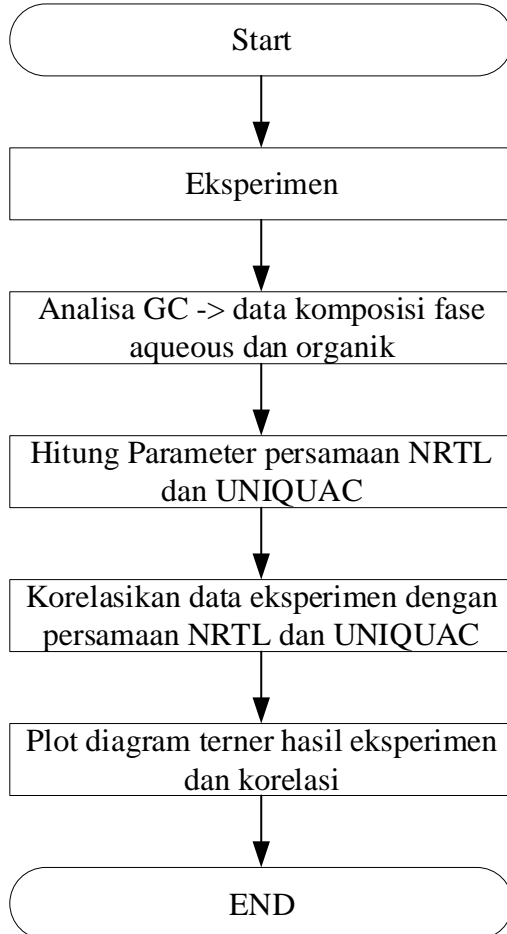 Start
Eksperimen
Analisa GC -> data komposisi fase
aqueous dan organik
Hitung Parameter persamaan NRTL
dan UNIQUAC
Korelasikan data eksperimen dengan
persamaan NRTL dan UNIQUAC
Plot diagram terner hasil eksperimen
dan korelasi
END